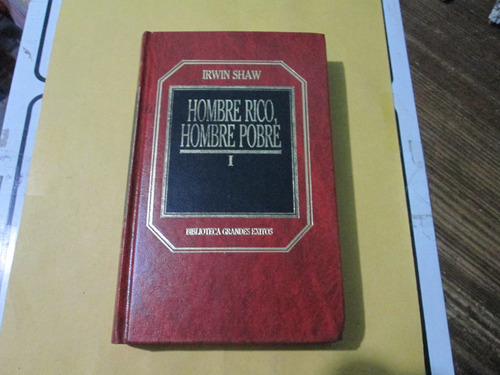 IRWIN SHAW
HOMBRE RICO,
HOMBRE POBRE
I
BIBLIOTECA GRANDES EXITOS